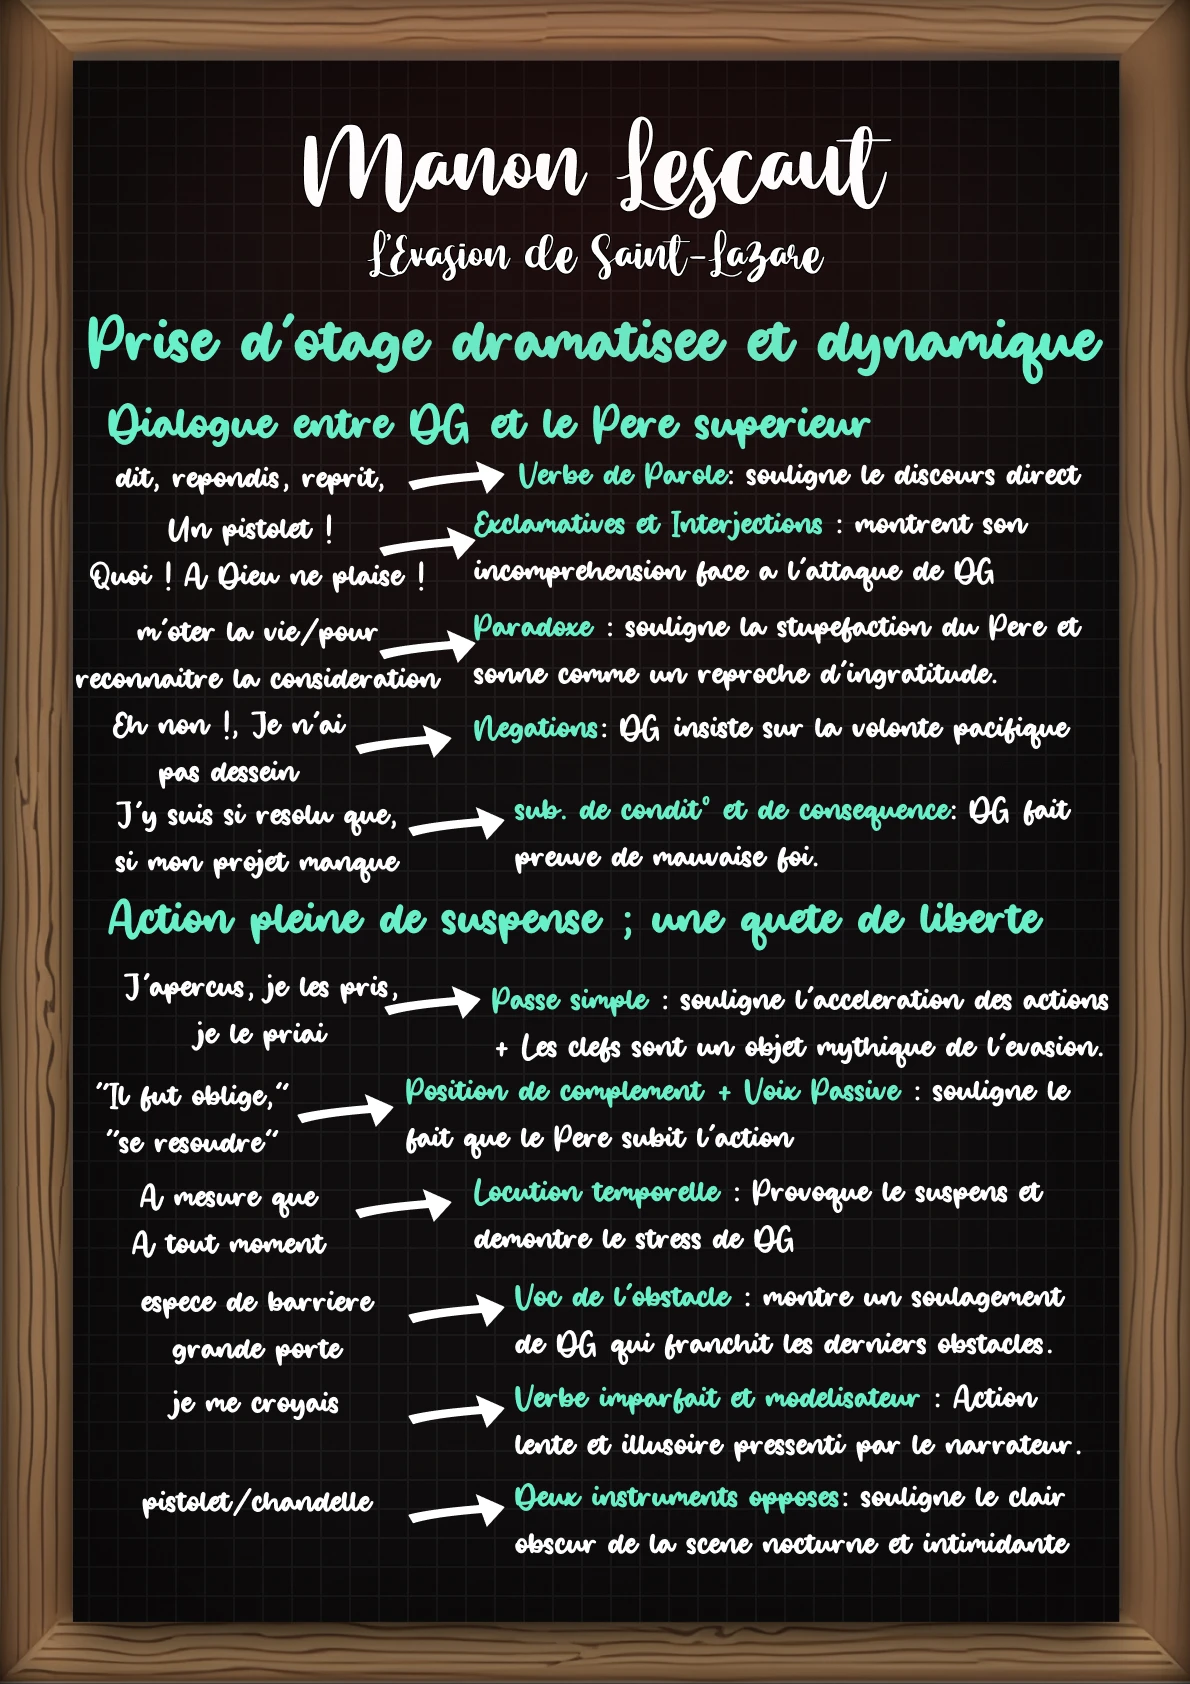 Manon Lescaut
L'Evasion de Saint-Lazare
Prise d'otage dramatisee et dynamique
Dialogue entre DG et le Pere superieur
dit, repondis, reprit,
Verbe de Parole: souligne le discours direct
Un pistolet !
Quoi ! A Dieu ne plaise !
Exclamatives et Interjections : montrent son
incomprehension face a l'attaque de DG
m'oter la vie/pour
reconnaitre la consideration
Paradoxe : souligne la stupefaction du Pere et
sonne comme un reproche d'ingratitude.
Eh non !, Je n'ai
pas dessein
Negations: DG insiste sur la volonte pacifique
J'y suis si resolu que,
si mon projet manque
sub. de condit° et de consequence: DG fait
preuve de mauvaise foi.
Action pleine de suspense ; une quete de liberte
J'apercus, je les pris,
je le priai
Passe simple : souligne l'acceleration des actions
+ Les clefs sont un objet mythique de l'evasion.
"Il fut oblige,"
"se resoudre"
Position de complement + Voix Passive : souligne le
fait que le Pere subit l'action
A mesure que
A tout moment
Locution temporelle : Provoque le suspens et
demontre le stress de DG
espece de barriere
grande porte
Voc de l'obstacle : montre un soulagement
de DG qui franchit les derniers obstacles.
je me croyais
Verbe imparfait et modelisateur : Action
lente et illusoire pressenti par le narrateur.
pistolet/chandelle
Deux instruments opposes: souligne le clair
obscur de la scene nocturne et intimidante